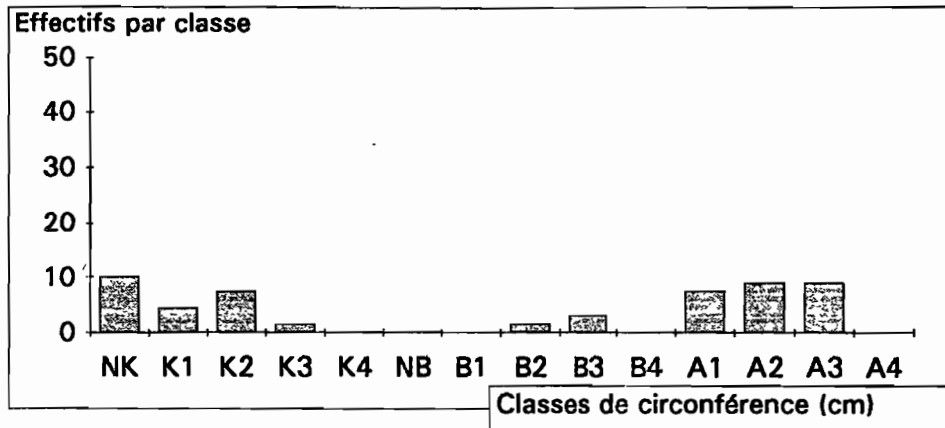 Effectifs par classe
50
40
30
20
10
0
NK K1 K2 K3 K4 NB B1 B2 B3 B4 A1 A2 A3 A4
Classes de circonférence (cm)